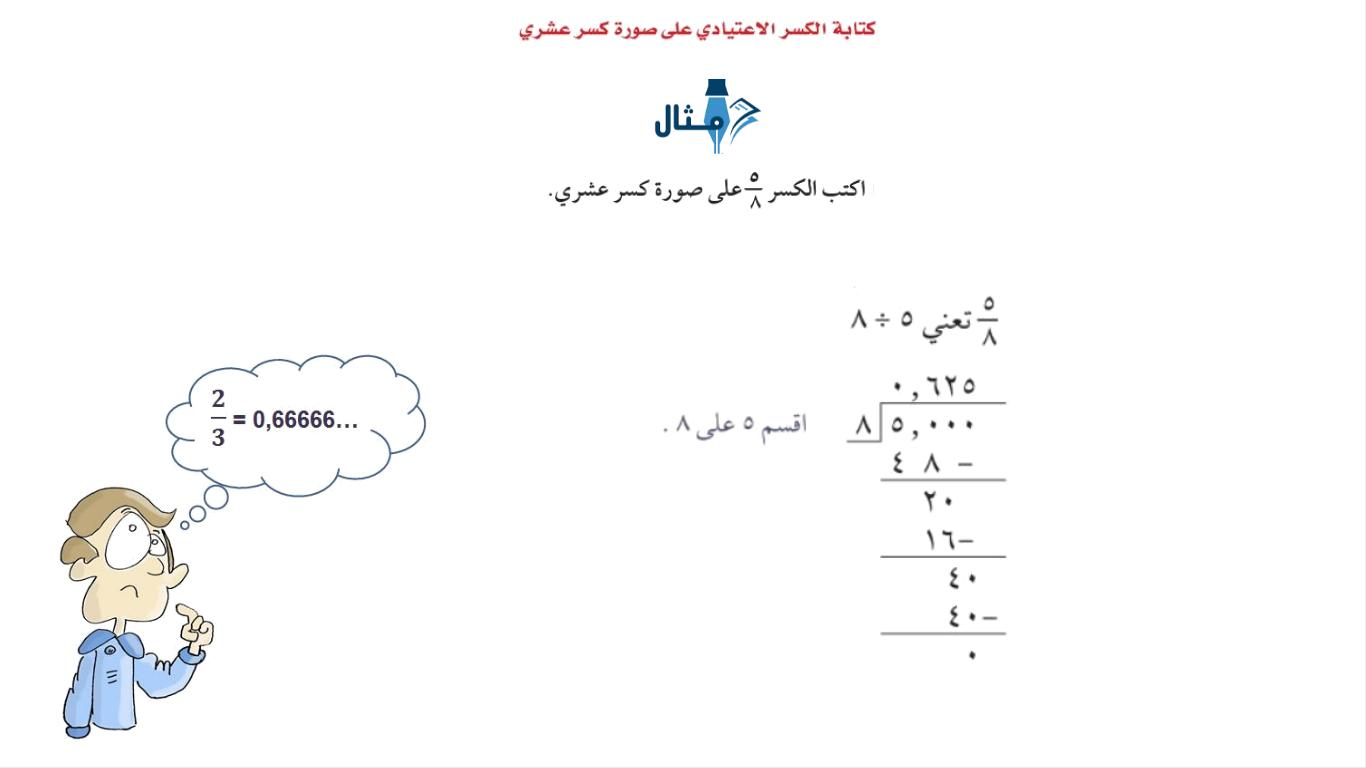 كتابة الكسر الاعتيادي على صورة كسر عشري
مثال
اكتب الكسر ٥/٨ على صورة كسر عشري.
٥/٨ تعني ٥ ÷ ٨
٠,٦٢٥
٨ ٥,٠٠٠
اقسم ٥ على ٨ .
٤ ٨ −
٢٠
١٦−
٤٠
٤٠−
٠
2/3 = 0,66666...